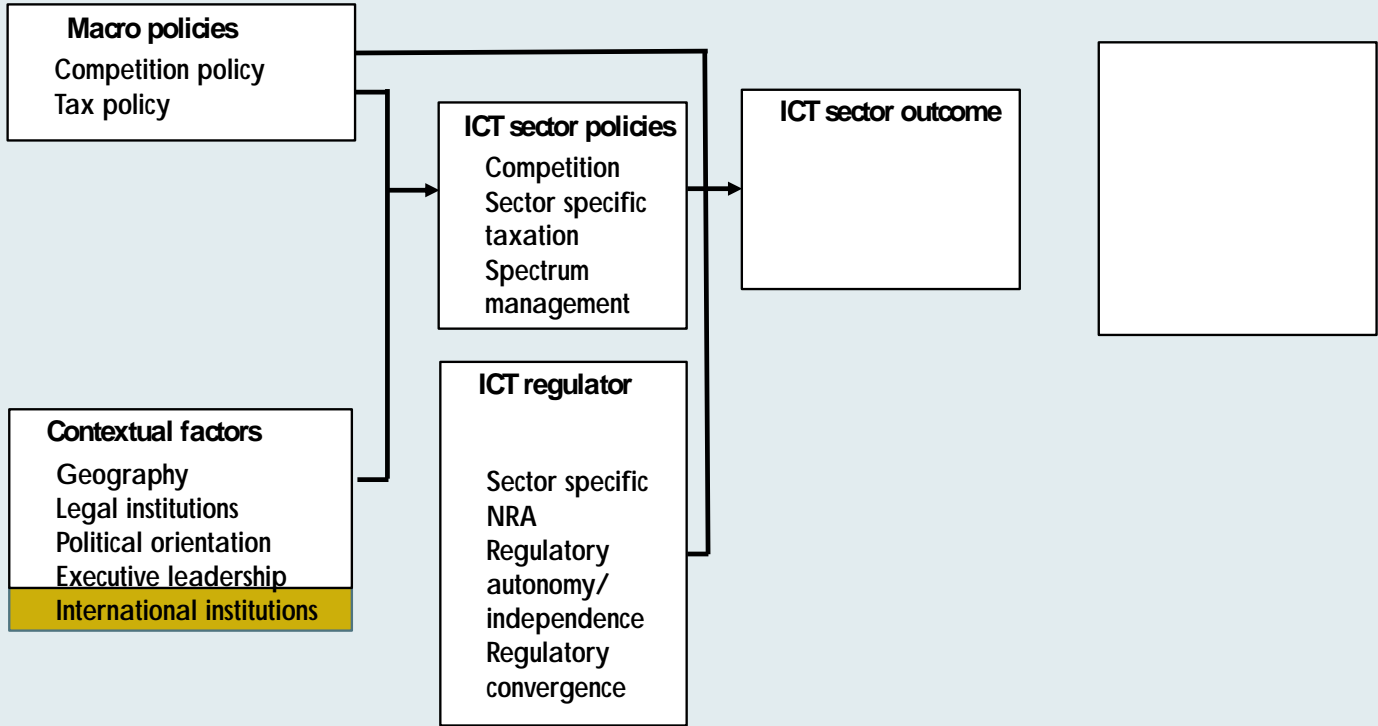 Macro policies
Competition policy
Tax policy
ICT sector policies
Competition
Sector specific
taxation
Spectrum
management
ICT sector outcome
ICT regulator
Sector specific
NRA
Regulatory
autonomy/
independence
Regulatory
convergence
Contextual factors
Geography
Legal institutions
Political orientation
Executive leadership
International institutions